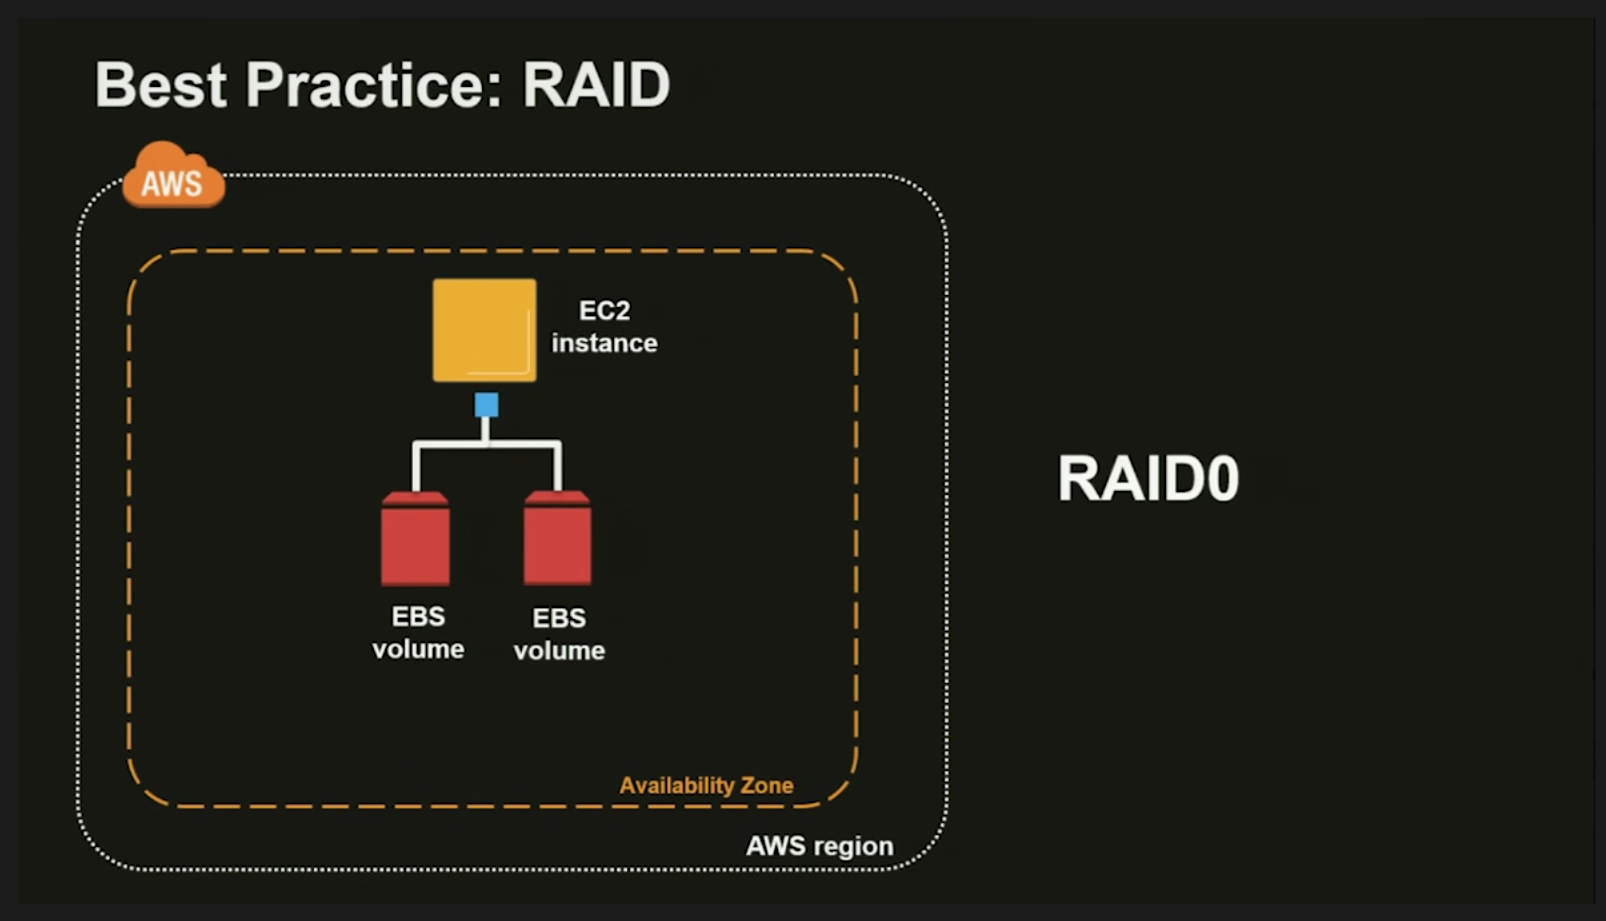 Best Practice: RAID
AWS
EC2
instance
RAID0
EBS
volume
EBS
volume
Availability Zone
AWS region